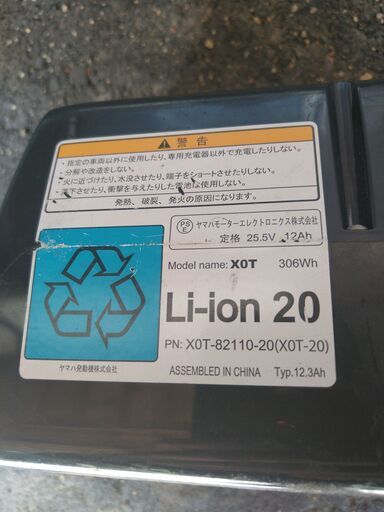 警告
・指定の車両以外に使用したり、専用充電器以外で充電したりしない。
・分解や改造をしない。
・火に近づけたり、水没させたり、端子をショートさせたりしない。
・落下させたり、衝撃を与えたりした電池は使用しない。
発熱、破裂、発火の原因になります。
PS E ヤマハモーターエレクトロニクス株式会社
定格 25.5V 12Ah
Model name: X0T 306Wh
Li-ion 20
PN: X0T-82110-20(X0T-20)
ヤマハ発動機株式会社
ASSEMBLED IN CHINA Typ.12.3Ah